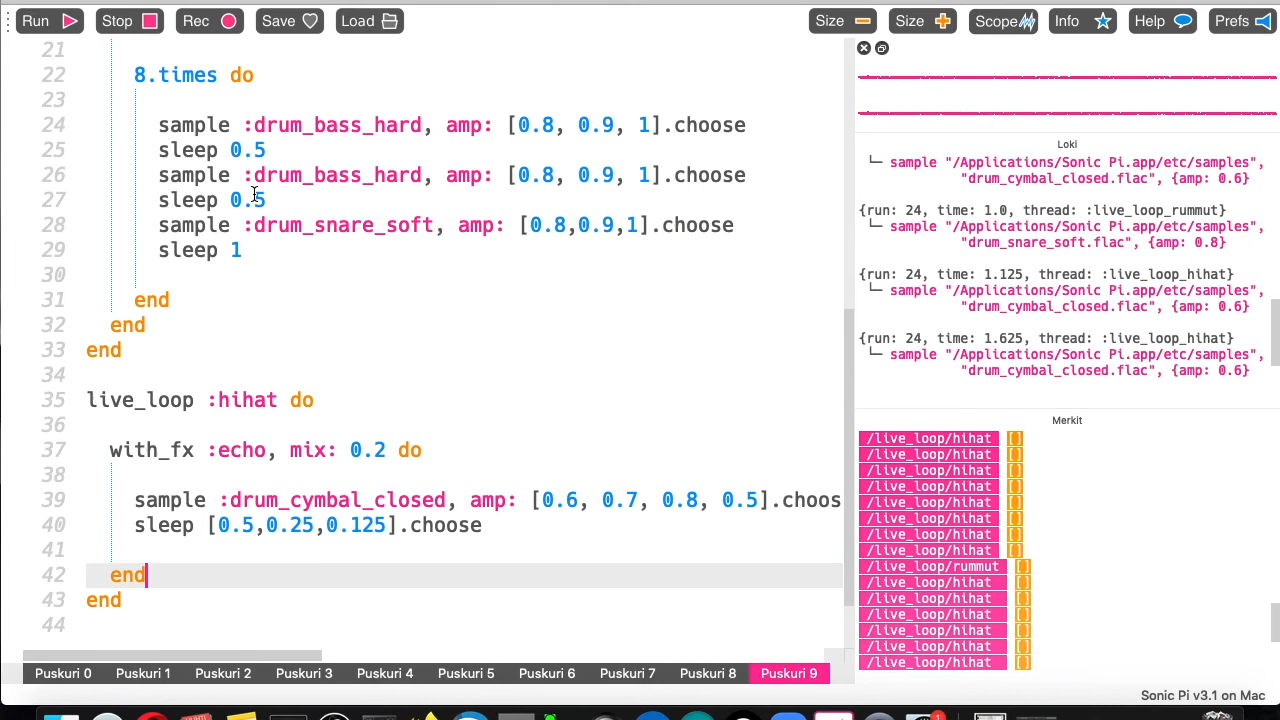 Run Stop Rec Save Load Size Size Scope Info Help Prefs
21
22 8.times do
23
24 sample :drum_bass_hard, amp: [0.8, 0.9, 1].choose
25 sleep 0.5
26 sample :drum_bass_hard, amp: [0.8, 0.9, 1].choose
27 sleep 0.5
28 sample :drum_snare_soft, amp: [0.8,0.9,1].choose
29 sleep 1
30
31 end
32 end
33 end
34
35 live_loop :hihat do
36
37 with_fx :echo, mix: 0.2 do
38
39 sample :drum_cymbal_closed, amp: [0.6, 0.7, 0.8, 0.5].choos
40 sleep [0.5,0.25,0.125].choose
41
42 end
43 end
44
Puskuri 0 Puskuri 1 Puskuri 2 Puskuri 3 Puskuri 4 Puskuri 5 Puskuri 6 Puskuri 7 Puskuri 8 Puskuri 9
Loki
└─ sample "/Applications/Sonic Pi.app/etc/samples",
"drum_cymbal_closed.flac", {amp: 0.6}
{run: 24, time: 1.0, thread: :live_loop_rummut}
└─ sample "/Applications/Sonic Pi.app/etc/samples",
"drum_snare_soft.flac", {amp: 0.8}
{run: 24, time: 1.125, thread: :live_loop_hihat}
└─ sample "/Applications/Sonic Pi.app/etc/samples",
"drum_cymbal_closed.flac", {amp: 0.6}
{run: 24, time: 1.625, thread: :live_loop_hihat}
└─ sample "/Applications/Sonic Pi.app/etc/samples",
"drum_cymbal_closed.flac", {amp: 0.6}
Merkit
/live_loop/hihat []
/live_loop/hihat []
/live_loop/hihat []
/live_loop/hihat []
/live_loop/hihat []
/live_loop/hihat []
/live_loop/hihat []
/live_loop/hihat []
/live_loop/rummut []
/live_loop/hihat []
/live_loop/hihat []
/live_loop/hihat []
/live_loop/hihat []
/live_loop/hihat []
/live_loop/hihat []
Sonic Pi v3.1 on Mac
1